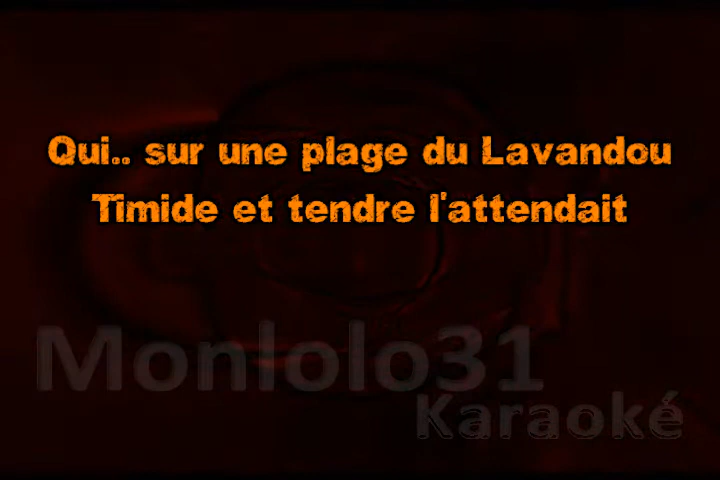 Qui.. sur une plage du Lavandou
Timide et tendre l'attendait
Monlolo31
Karaoké